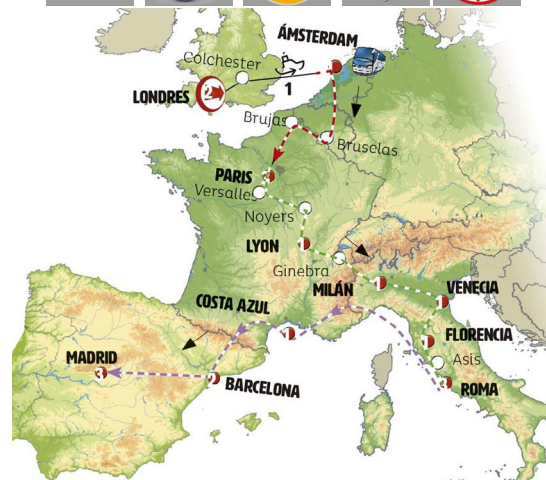 ÁMSTERDAM
Colchester
LONDRES
1
Brujas
Bruselas
PARIS
Versalles
Noyers
LYON
Ginebra
MILÁN
VENECIA
COSTA AZUL
FLORENCIA
Asis
MADRID
BARCELONA
ROMA